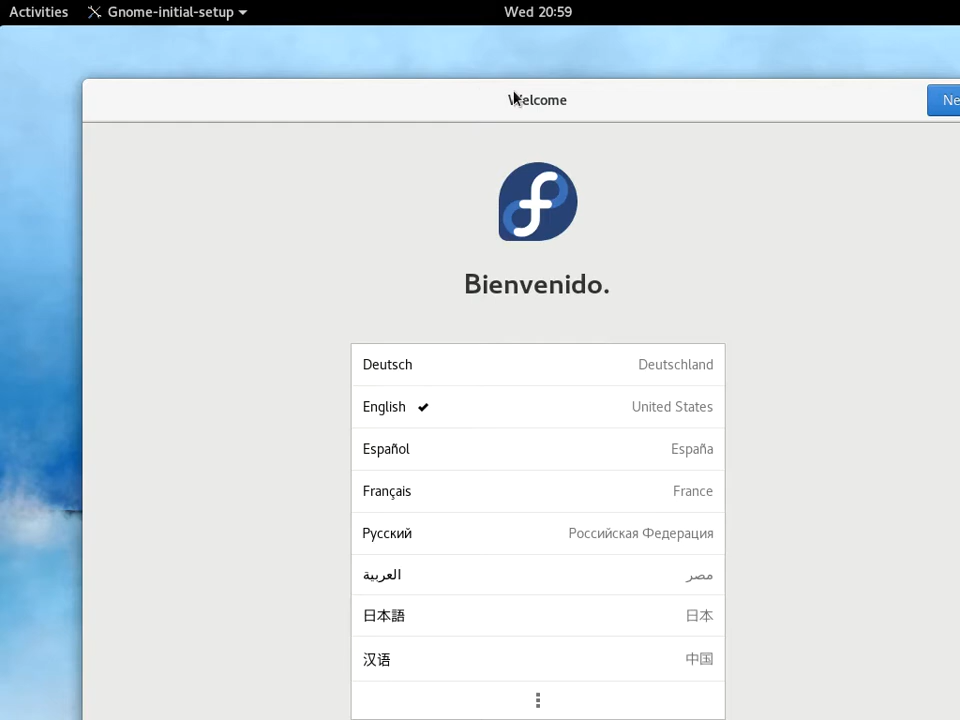 Activities Gnome-initial-setup Wed 20:59
Welcome Ne
Bienvenido.
Deutsch Deutschland
English United States
Español España
Français France
Русский Российская Федерация
العربية مصر
日本語 日本
汉语 中国